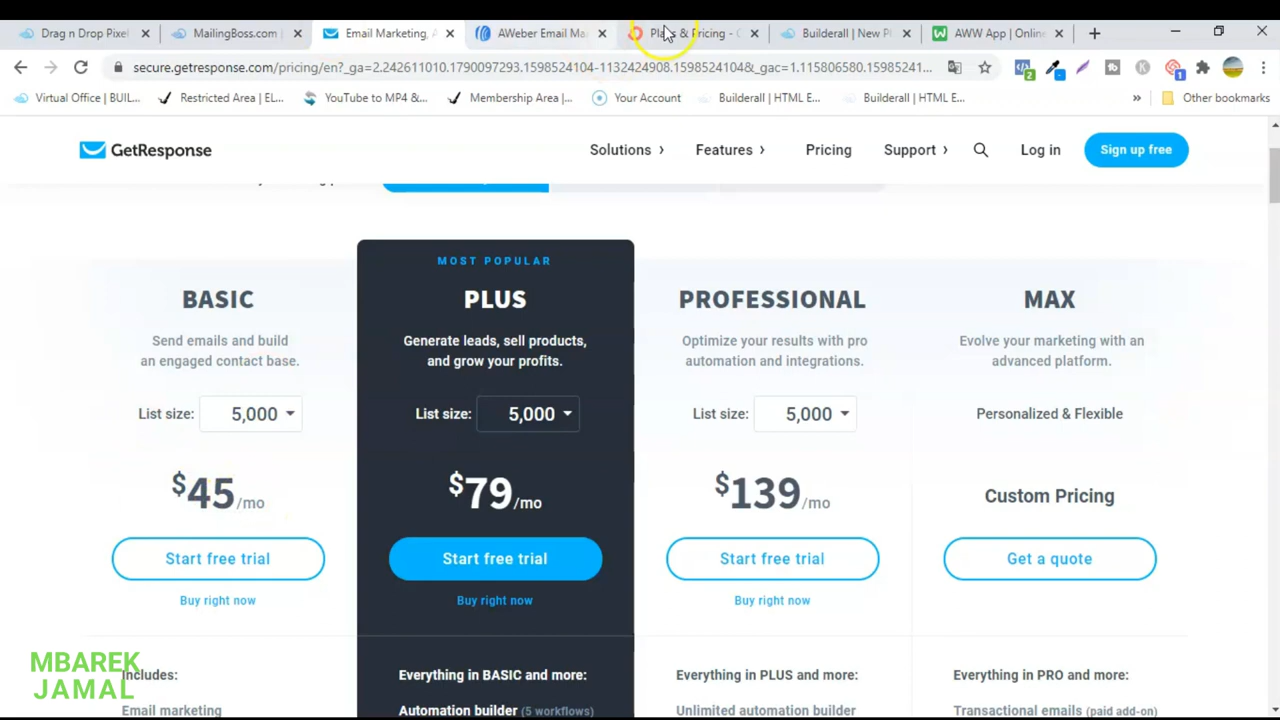 Drag n Drop Pixel
MailingBoss.com |
Email Marketing, A
AWeber Email Ma
Builderall | New Pl
AWW App | Online
secure.getresponse.com/pricing/en?_ga=2.242611010.1790097293.1598524104-1132424908.1598524104&_gac=1.115806580.15985241...
Virtual Office | BUIL...
Restricted Area | EL...
YouTube to MP4 &...
Membership Area |...
Your Account
Builderall | HTML E...
Builderall | HTML E...
» Other bookmarks
GetResponse
Solutions ›
Features ›
Pricing
Support ›
Log in
Sign up free
MOST POPULAR
BASIC
Send emails and build
an engaged contact base.
List size: 5,000
$45/mo
Start free trial
Buy right now
Includes:
Email marketing
PLUS
Generate leads, sell products,
and grow your profits.
List size: 5,000
$79/mo
Start free trial
Buy right now
Everything in BASIC and more:
Automation builder (5 workflows)
PROFESSIONAL
Optimize your results with pro
automation and integrations.
List size: 5,000
$139/mo
Start free trial
Buy right now
Everything in PLUS and more:
Unlimited automation builder
MAX
Evolve your marketing with an
advanced platform.
Personalized & Flexible
Custom Pricing
Get a quote
Everything in PRO and more:
Transactional emails (paid add-on)
MBAREK
JAMAL